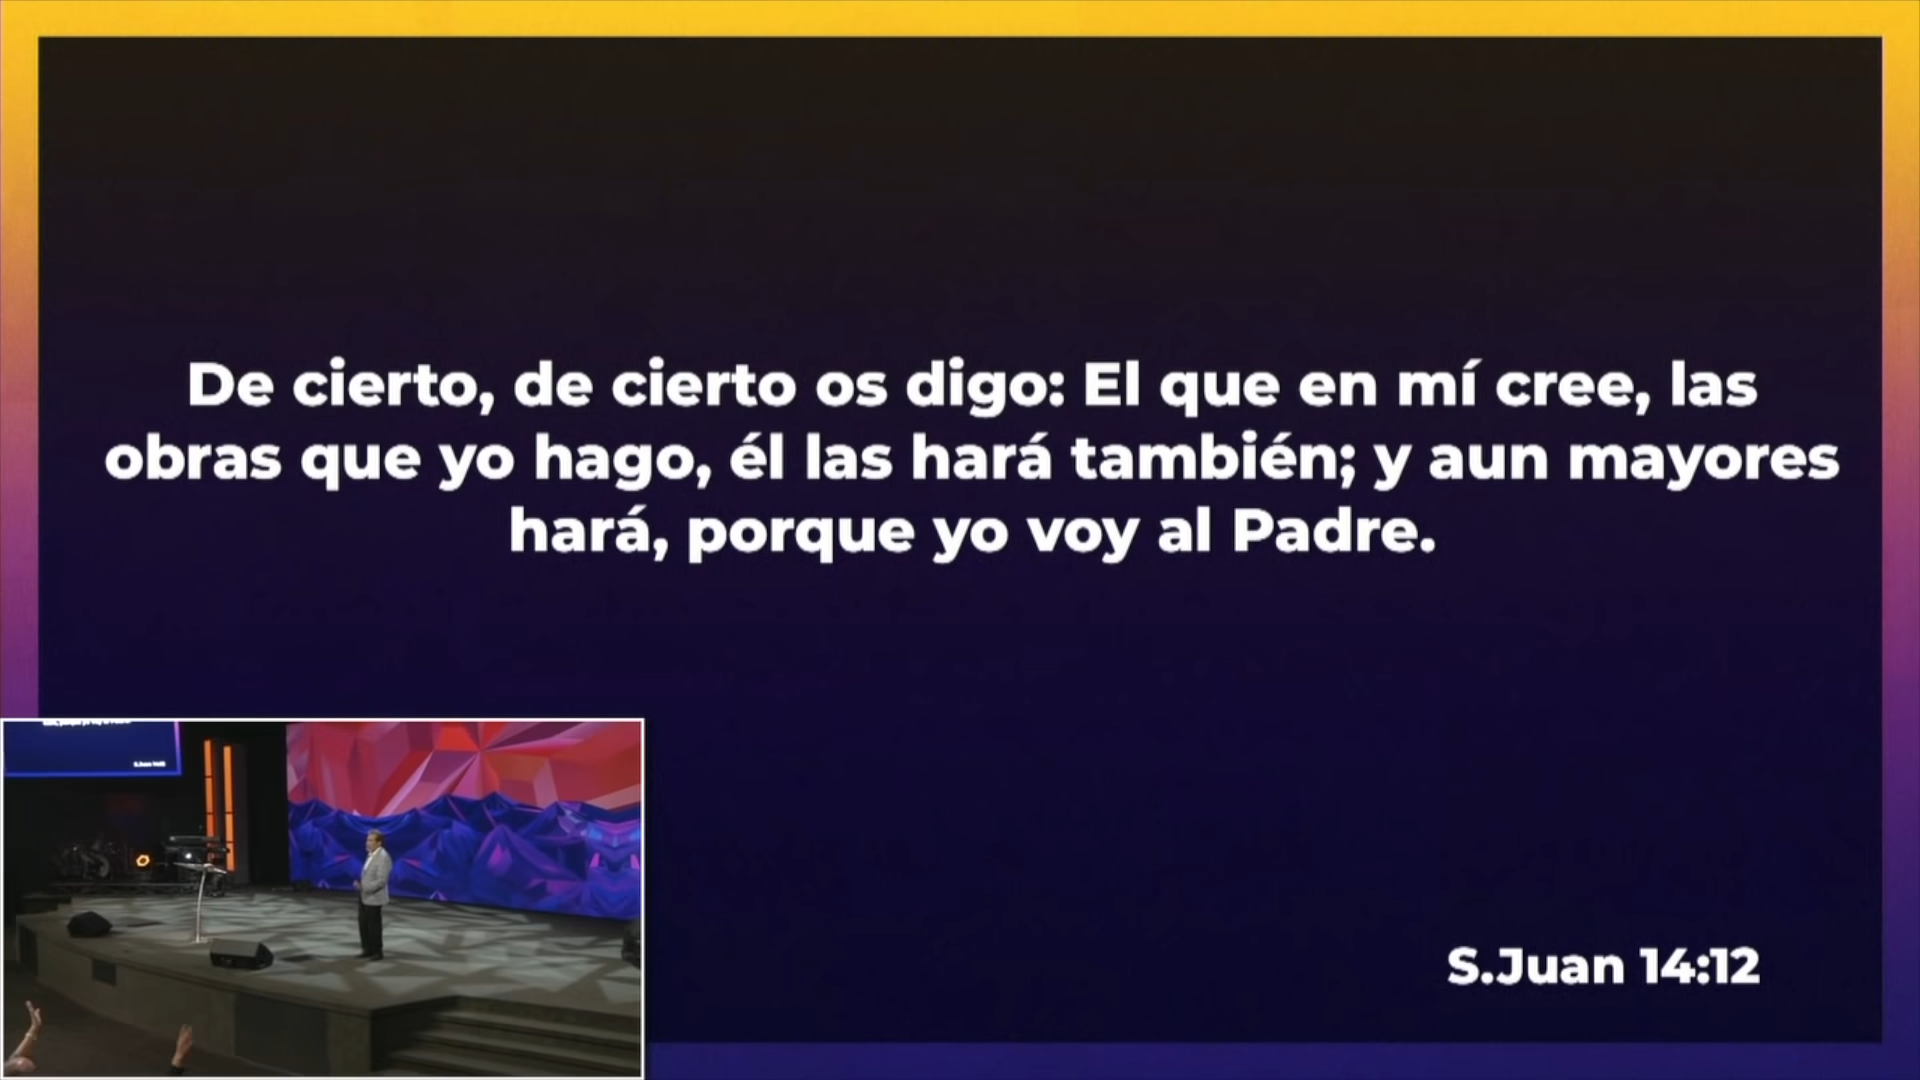 De cierto, de cierto os digo: El que en mí cree, las
obras que yo hago, él las hará también; y aun mayores
hará, porque yo voy al Padre.
S.Juan 14:12